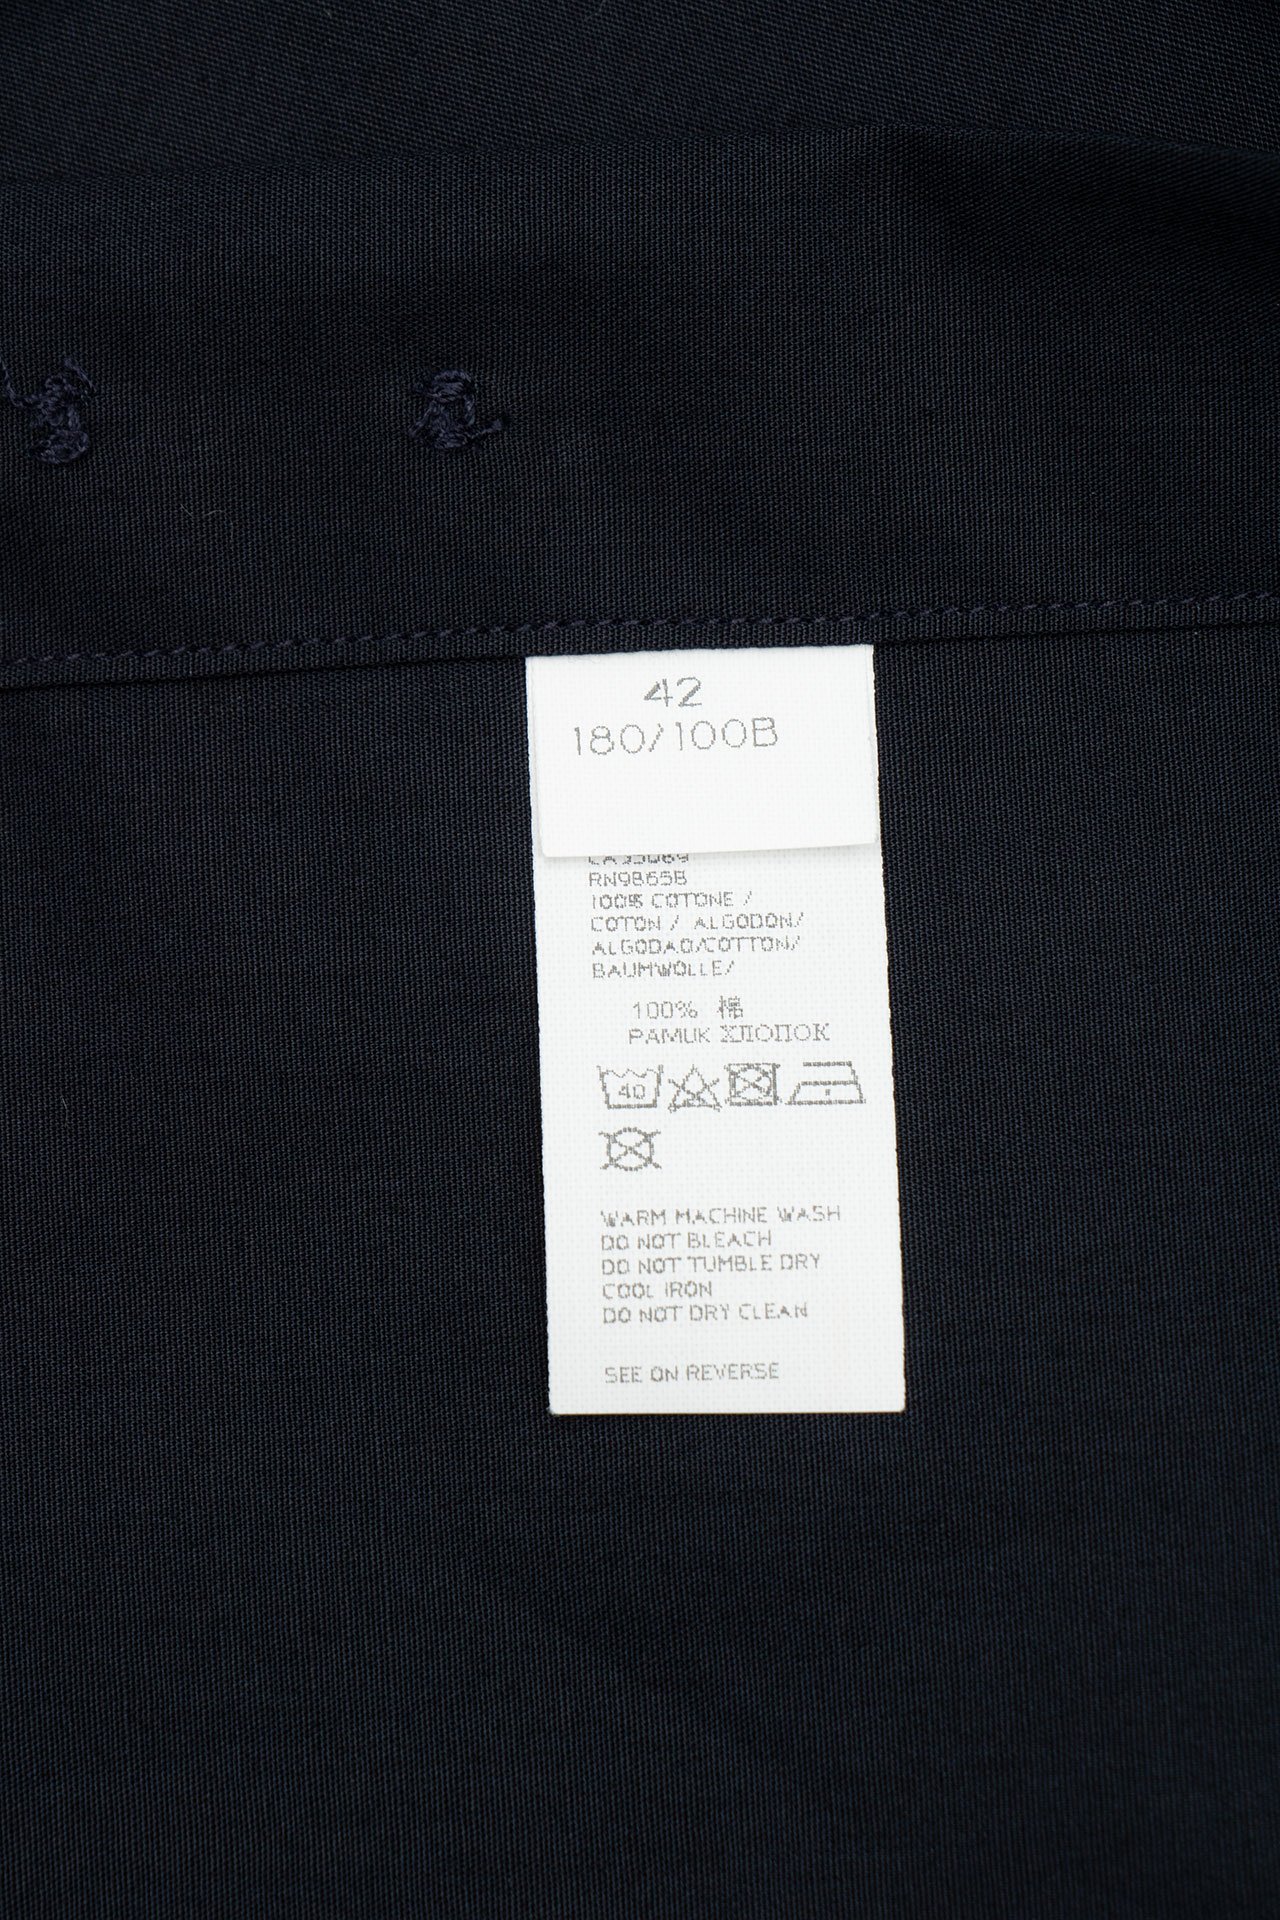 42
180/100B
RN98658
100% COTONE /
COTON / ALGODON/
ALGODAO/COTTON/
BAUMWOLLE/
100% 棉
PAMUK ХЛОПОК
40
WARM MACHINE WASH
DO NOT BLEACH
DO NOT TUMBLE DRY
COOL IRON
DO NOT DRY CLEAN
SEE ON REVERSE